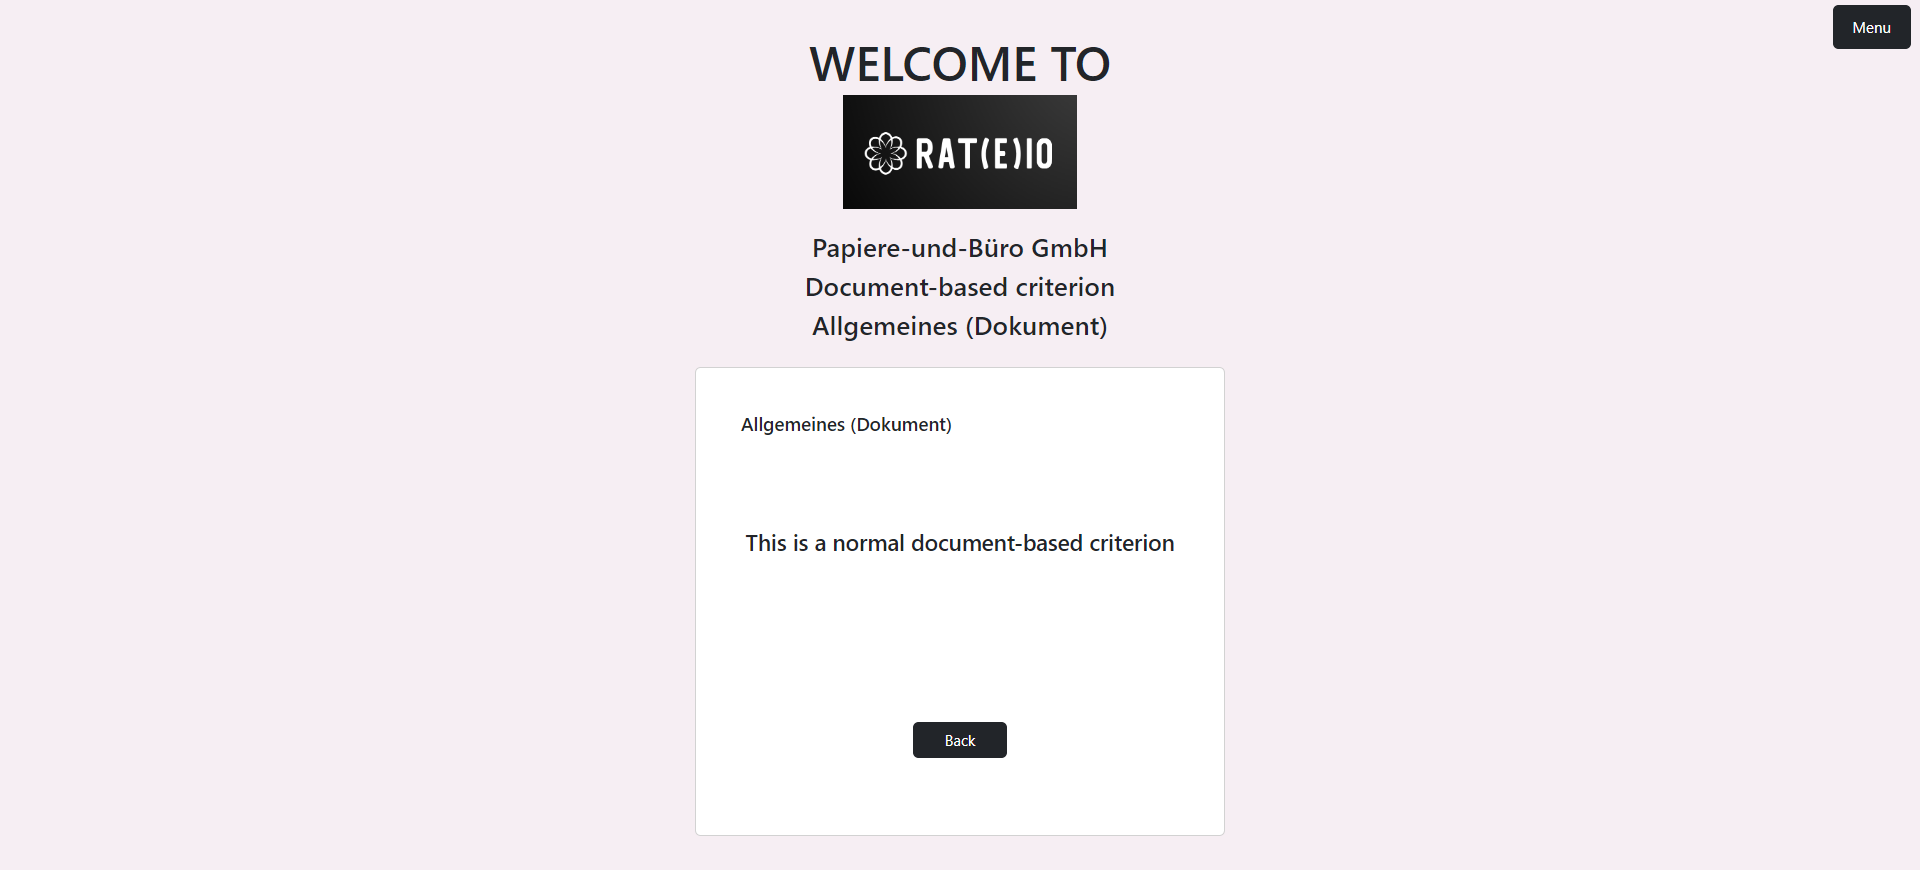 Menu
WELCOME TO
RAT(E)IO
Papiere-und-Büro GmbH
Document-based criterion
Allgemeines (Dokument)
Allgemeines (Dokument)
This is a normal document-based criterion
Back